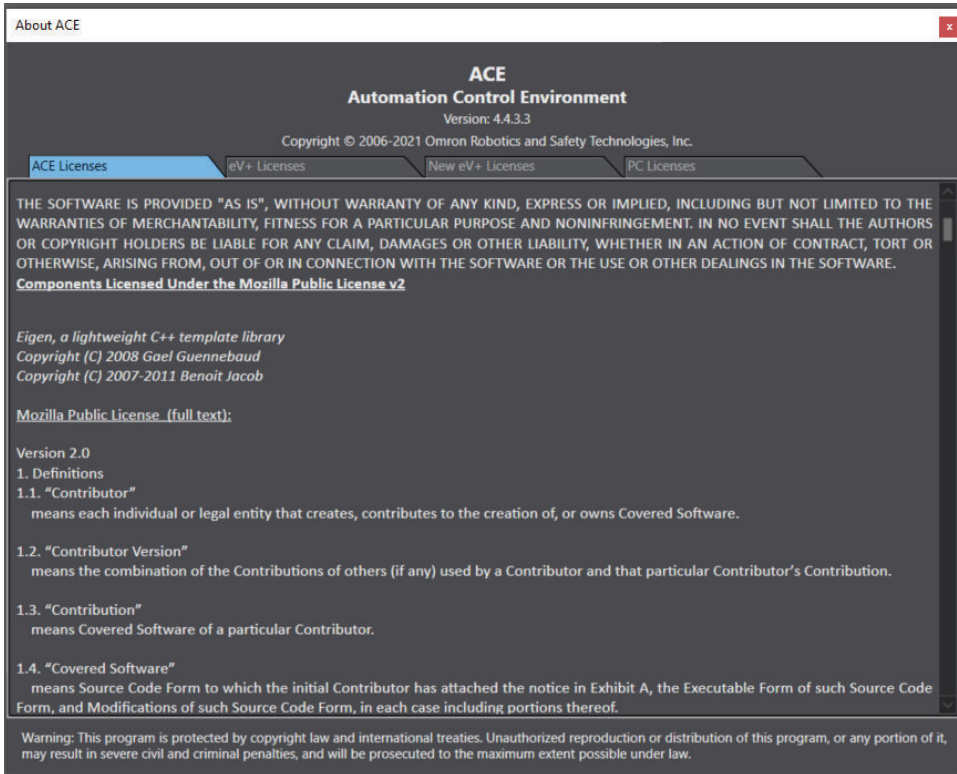 About ACE
x
ACE
Automation Control Environment
Version: 4.4.3.3
Copyright © 2006-2021 Omron Robotics and Safety Technologies, Inc.
ACE Licenses eV+ Licenses New eV+ Licenses PC Licenses
THE SOFTWARE IS PROVIDED "AS IS", WITHOUT WARRANTY OF ANY KIND, EXPRESS OR IMPLIED, INCLUDING BUT NOT LIMITED TO THE
WARRANTIES OF MERCHANTABILITY, FITNESS FOR A PARTICULAR PURPOSE AND NONINFRINGEMENT. IN NO EVENT SHALL THE AUTHORS
OR COPYRIGHT HOLDERS BE LIABLE FOR ANY CLAIM, DAMAGES OR OTHER LIABILITY, WHETHER IN AN ACTION OF CONTRACT, TORT OR
OTHERWISE, ARISING FROM, OUT OF OR IN CONNECTION WITH THE SOFTWARE OR THE USE OR OTHER DEALINGS IN THE SOFTWARE.
Components Licensed Under the Mozilla Public License v2
Eigen, a lightweight C++ template library
Copyright (C) 2008 Gael Guennebaud
Copyright (C) 2007-2011 Benoit Jacob
Mozilla Public License (full text):
Version 2.0
1. Definitions
1.1. “Contributor”
means each individual or legal entity that creates, contributes to the creation of, or owns Covered Software.
1.2. “Contributor Version”
means the combination of the Contributions of others (if any) used by a Contributor and that particular Contributor’s Contribution.
1.3. “Contribution”
means Covered Software of a particular Contributor.
1.4. “Covered Software”
means Source Code Form to which the initial Contributor has attached the notice in Exhibit A, the Executable Form of such Source Code
Form, and Modifications of such Source Code Form, in each case including portions thereof.
Warning: This program is protected by copyright law and international treaties. Unauthorized reproduction or distribution of this program, or any portion of it,
may result in severe civil and criminal penalties, and will be prosecuted to the maximum extent possible under law.